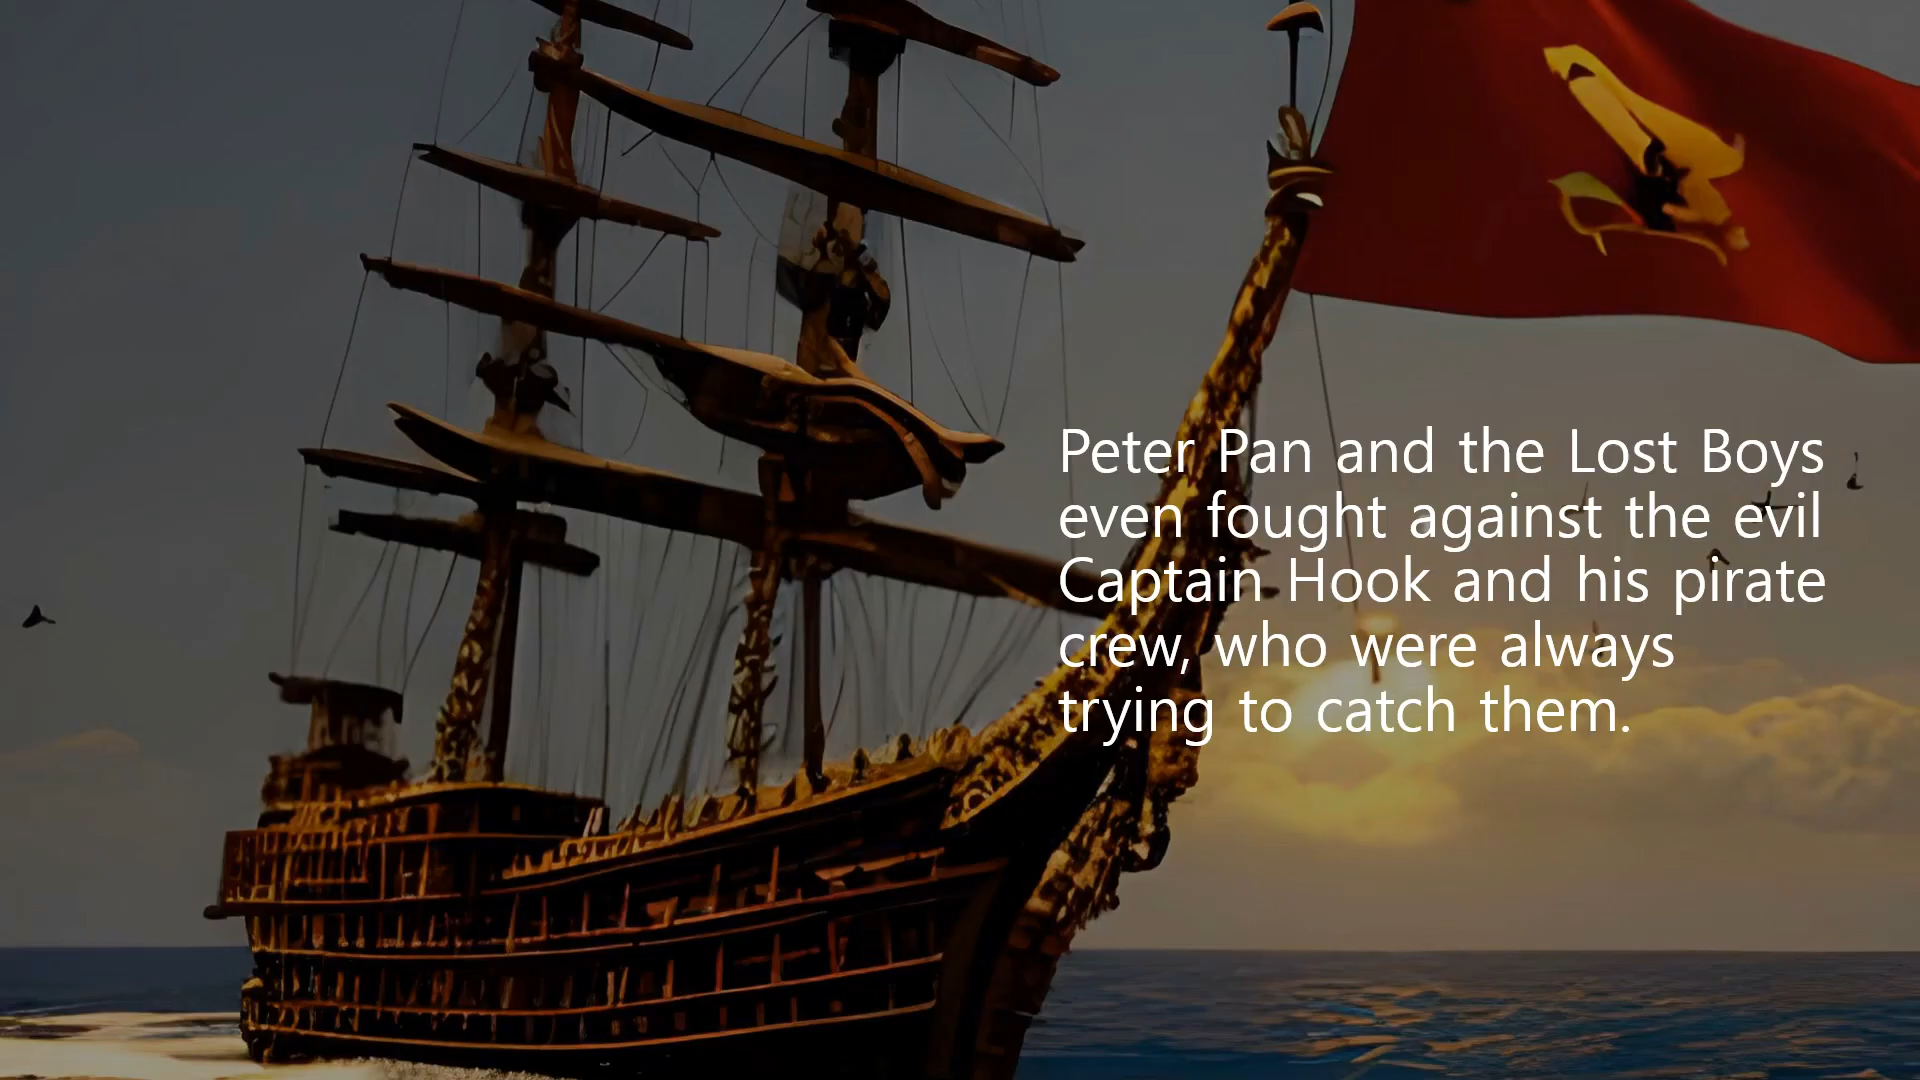 Peter Pan and the Lost Boys
even fought against the evil
Captain Hook and his pirate
crew, who were always
trying to catch them.